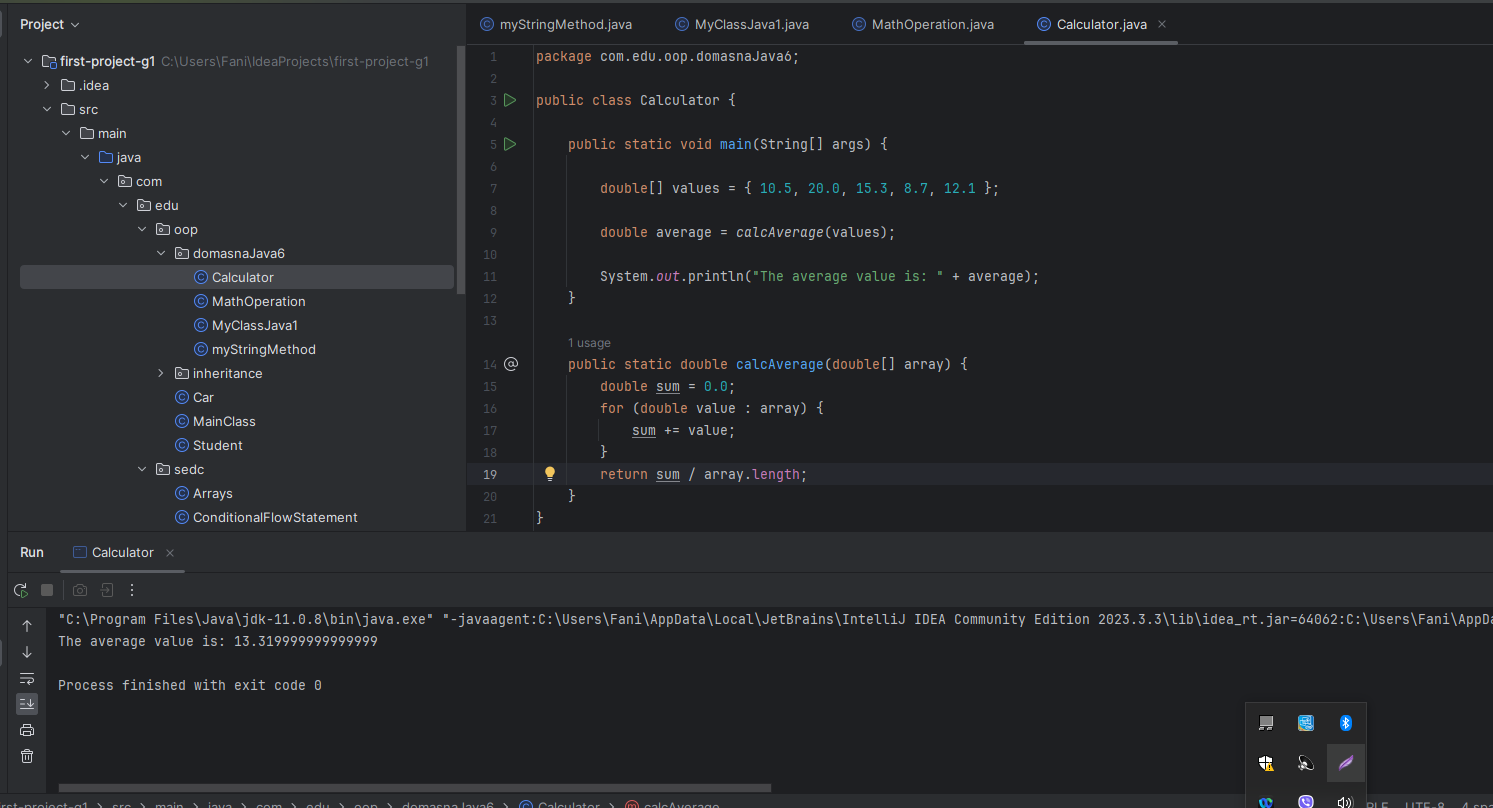 Project
myStringMethod.java
MyClassJava1.java
MathOperation.java
Calculator.java
first-project-g1 C:\Users\Fani\IdeaProjects\first-project-g1
.idea
src
main
java
com
edu
oop
domasnaJava6
Calculator
MathOperation
MyClassJava1
myStringMethod
inheritance
Car
MainClass
Student
sedc
Arrays
ConditionalFlowStatement
1 package com.edu.oop.domasnaJava6;
2
3 public class Calculator {
4
5 public static void main(String[] args) {
6
7 double[] values = { 10.5, 20.0, 15.3, 8.7, 12.1 };
8
9 double average = calcAverage(values);
10
11 System.out.println("The average value is: " + average);
12 }
13
1 usage
14 @ public static double calcAverage(double[] array) {
15 double sum = 0.0;
16 for (double value : array) {
17 sum += value;
18 }
19 return sum / array.length;
20 }
21 }
Run
Calculator
"C:\Program Files\Java\jdk-11.0.8\bin\java.exe" "-javaagent:C:\Users\Fani\AppData\Local\JetBrains\IntelliJ IDEA Community Edition 2023.3.3\lib\idea_rt.jar=64062:C:\Users\Fani\AppDa
The average value is: 13.319999999999999
Process finished with exit code 0
rst-project-g1 > src > main > java > com > edu > oop > domasnaJava6 > Calculator > calcAverage
RLF UTF-8 4 spa